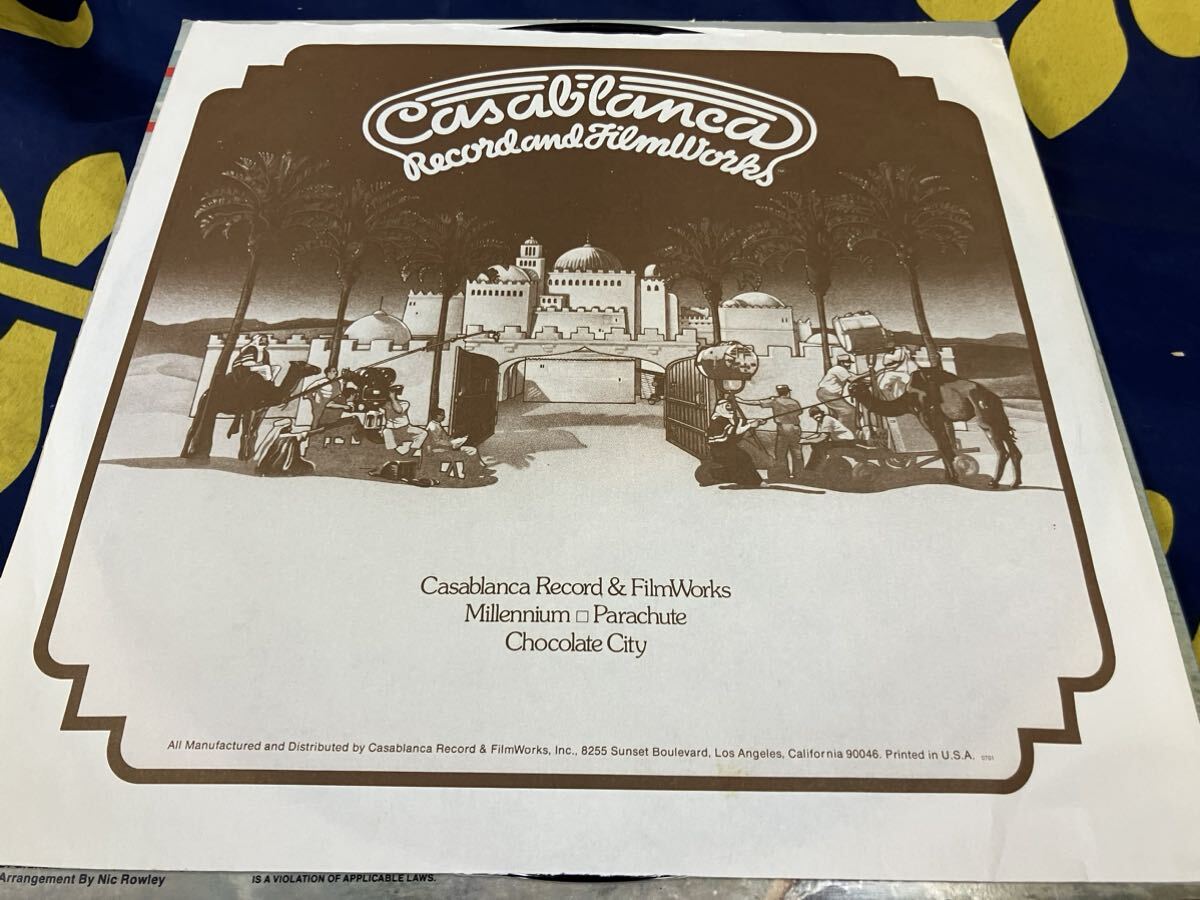 Casablanca
Record and FilmWorks
Casablanca Record & FilmWorks
Millennium □ Parachute
Chocolate City
All Manufactured and Distributed by Casablanca Record & FilmWorks, Inc., 8255 Sunset Boulevard, Los Angeles, California 90046. Printed in U.S.A. 0701
Arrangement By Nic Rowley
IS A VIOLATION OF APPLICABLE LAWS.